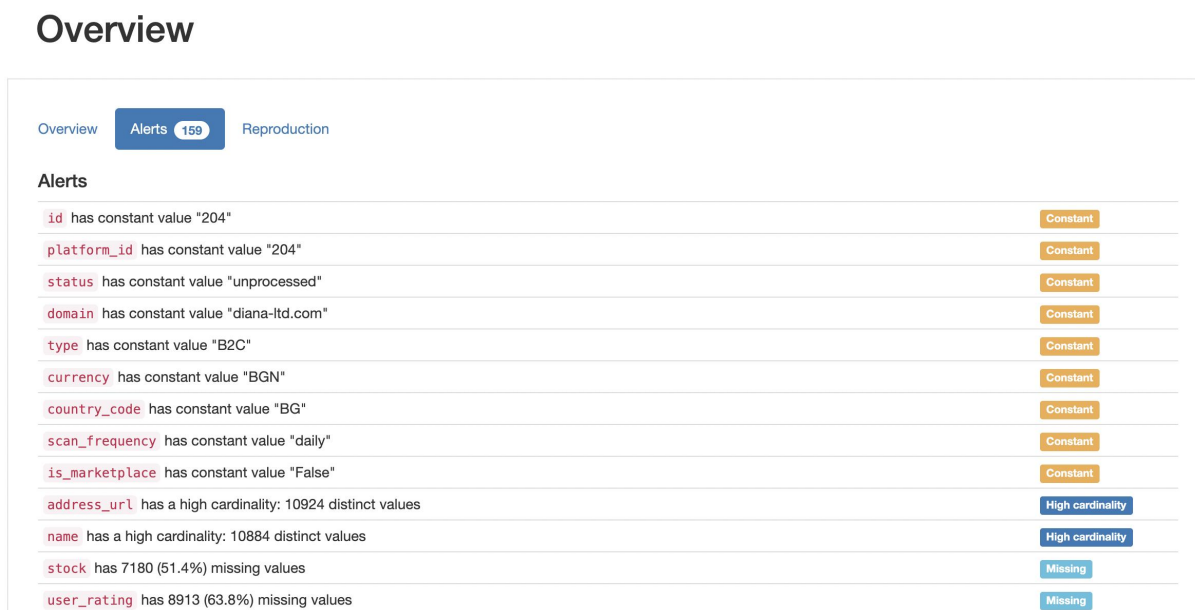 Overview
Overview Alerts 159 Reproduction
Alerts
id has constant value "204" Constant
platform_id has constant value "204" Constant
status has constant value "unprocessed" Constant
domain has constant value "diana-ltd.com" Constant
type has constant value "B2C" Constant
currency has constant value "BGN" Constant
country_code has constant value "BG" Constant
scan_frequency has constant value "daily" Constant
is_marketplace has constant value "False" Constant
address_url has a high cardinality: 10924 distinct values High cardinality
name has a high cardinality: 10884 distinct values High cardinality
stock has 7180 (51.4%) missing values Missing
user_rating has 8913 (63.8%) missing values Missing